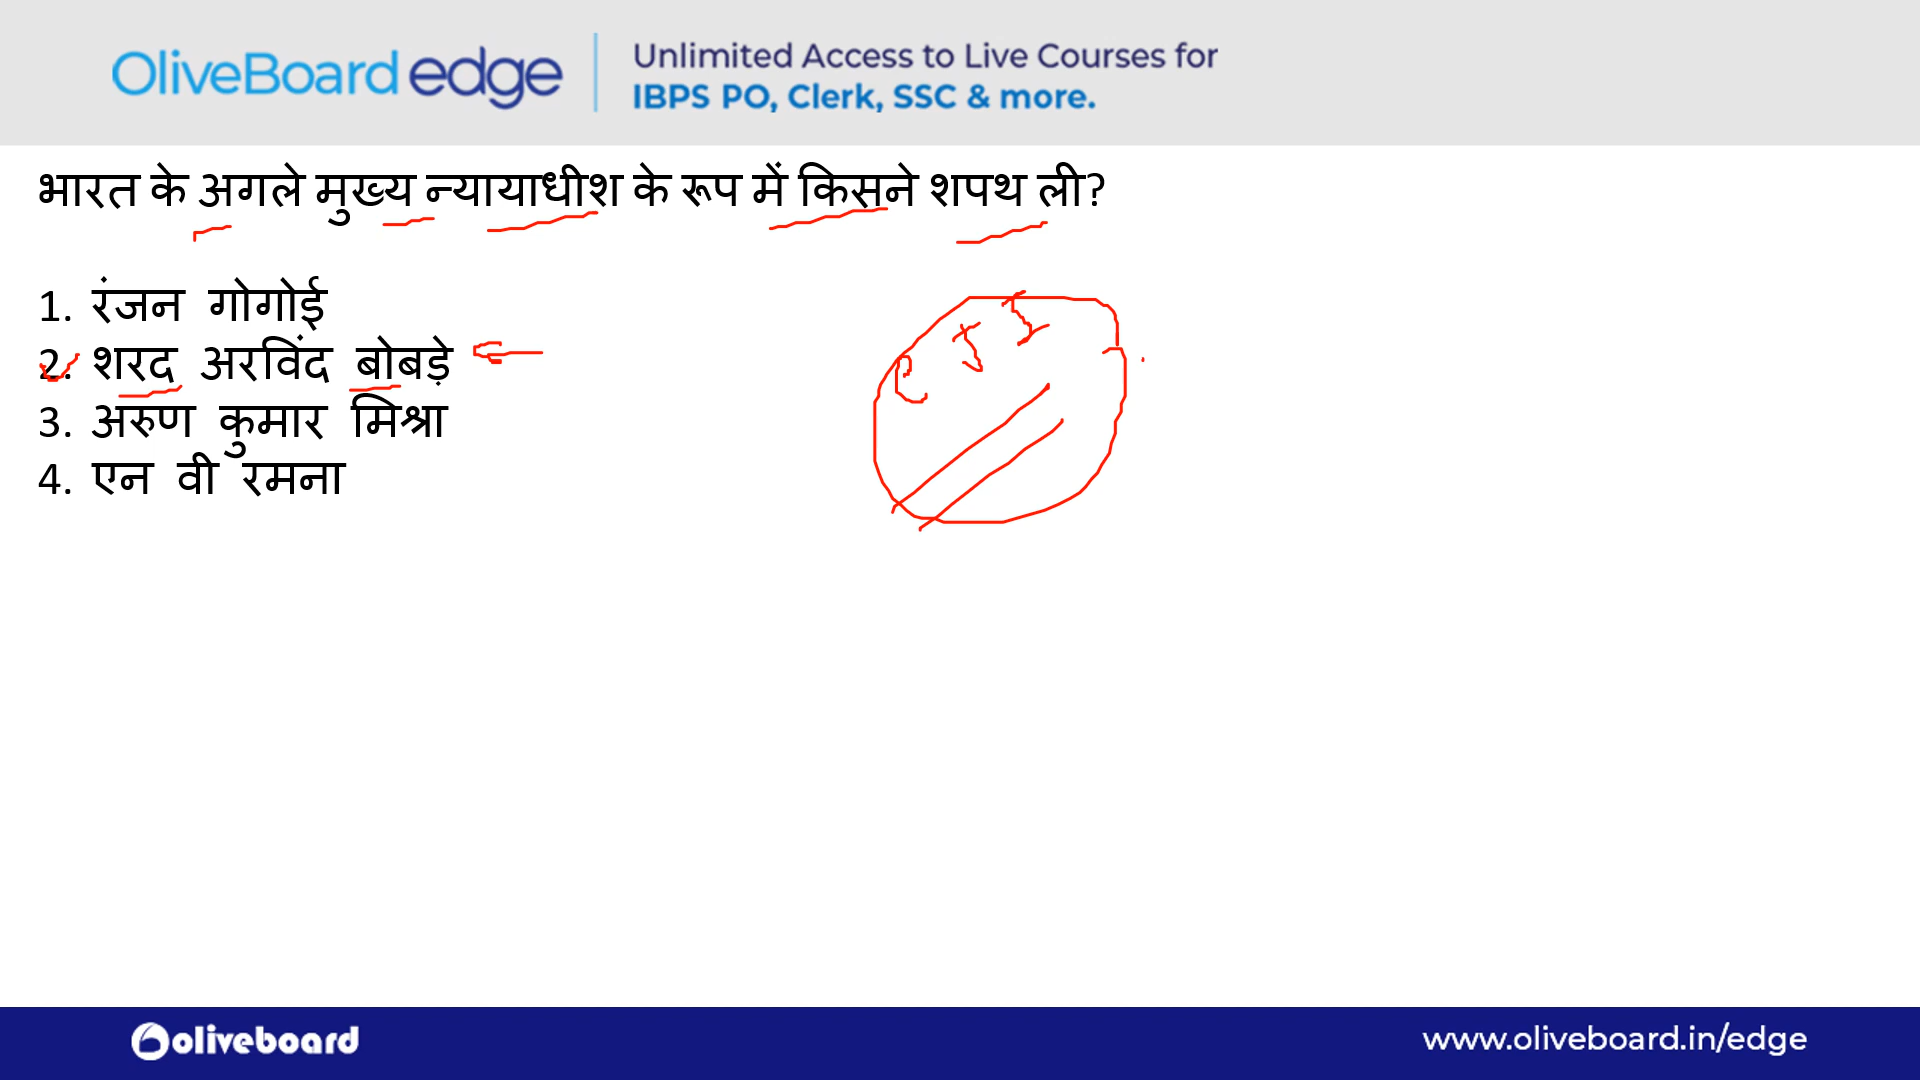 OliveBoard edge
Unlimited Access to Live Courses for
IBPS PO, Clerk, SSC & more.
भारत के अगले मुख्य न्यायाधीश के रूप में किसने शपथ ली?
1. रंजन गोगोई
2. शरद अरविंद बोबड़े
3. अरुण कुमार मिश्रा
4. एन वी रमना
CJI
oliveboard
www.oliveboard.in/edge